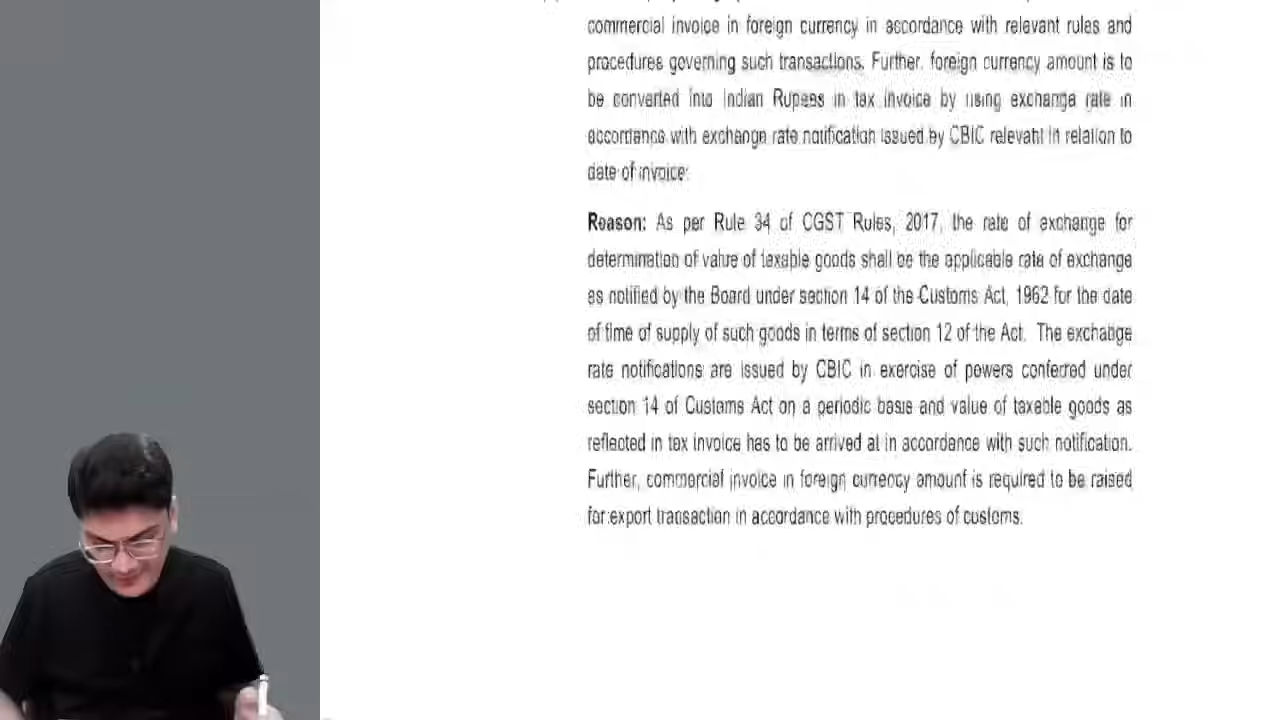 commercial invoice in foreign currency in accordance with relevant rules and
procedures governing such transactions. Further, foreign currency amount is to
be converted into Indian Rupees in tax invoice by using exchange rate in
accordance with exchange rate notification issued by CBIC relevant in relation to
date of invoice.
Reason: As per Rule 34 of CGST Rules, 2017, the rate of exchange for
determination of value of taxable goods shall be the applicable rate of exchange
as notified by the Board under section 14 of the Customs Act, 1962 for the date
of time of supply of such goods in terms of section 12 of the Act. The exchange
rate notifications are issued by CBIC in exercise of powers conferred under
section 14 of Customs Act on a periodic basis and value of taxable goods as
reflected in tax invoice has to be arrived at in accordance with such notification.
Further, commercial invoice in foreign currency amount is required to be raised
for export transaction in accordance with procedures of customs.